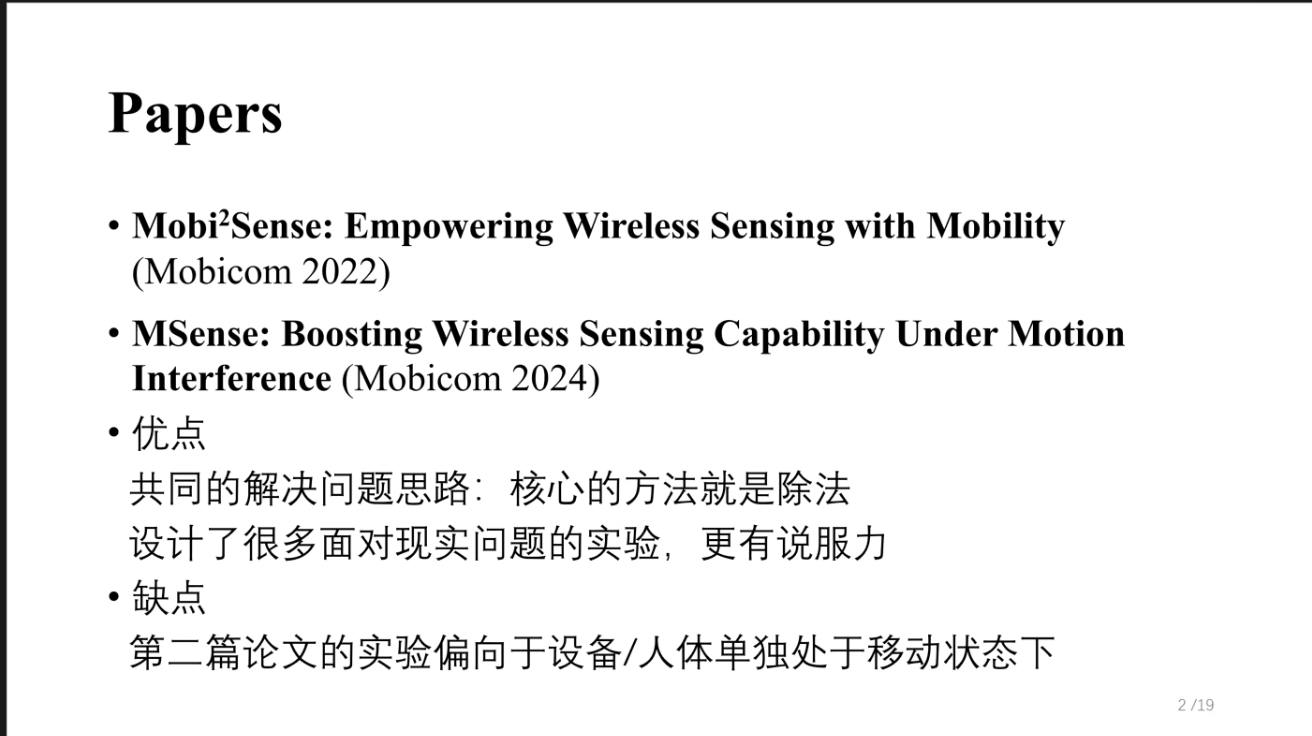 Papers
• Mobi²Sense: Empowering Wireless Sensing with Mobility
(Mobicom 2022)
• MSense: Boosting Wireless Sensing Capability Under Motion
Interference (Mobicom 2024)
• 优点
共同的解决问题思路：核心的方法就是除法
设计了很多面对现实问题的实验，更有说服力
• 缺点
第二篇论文的实验偏向于设备/人体单独处于移动状态下
2 /19